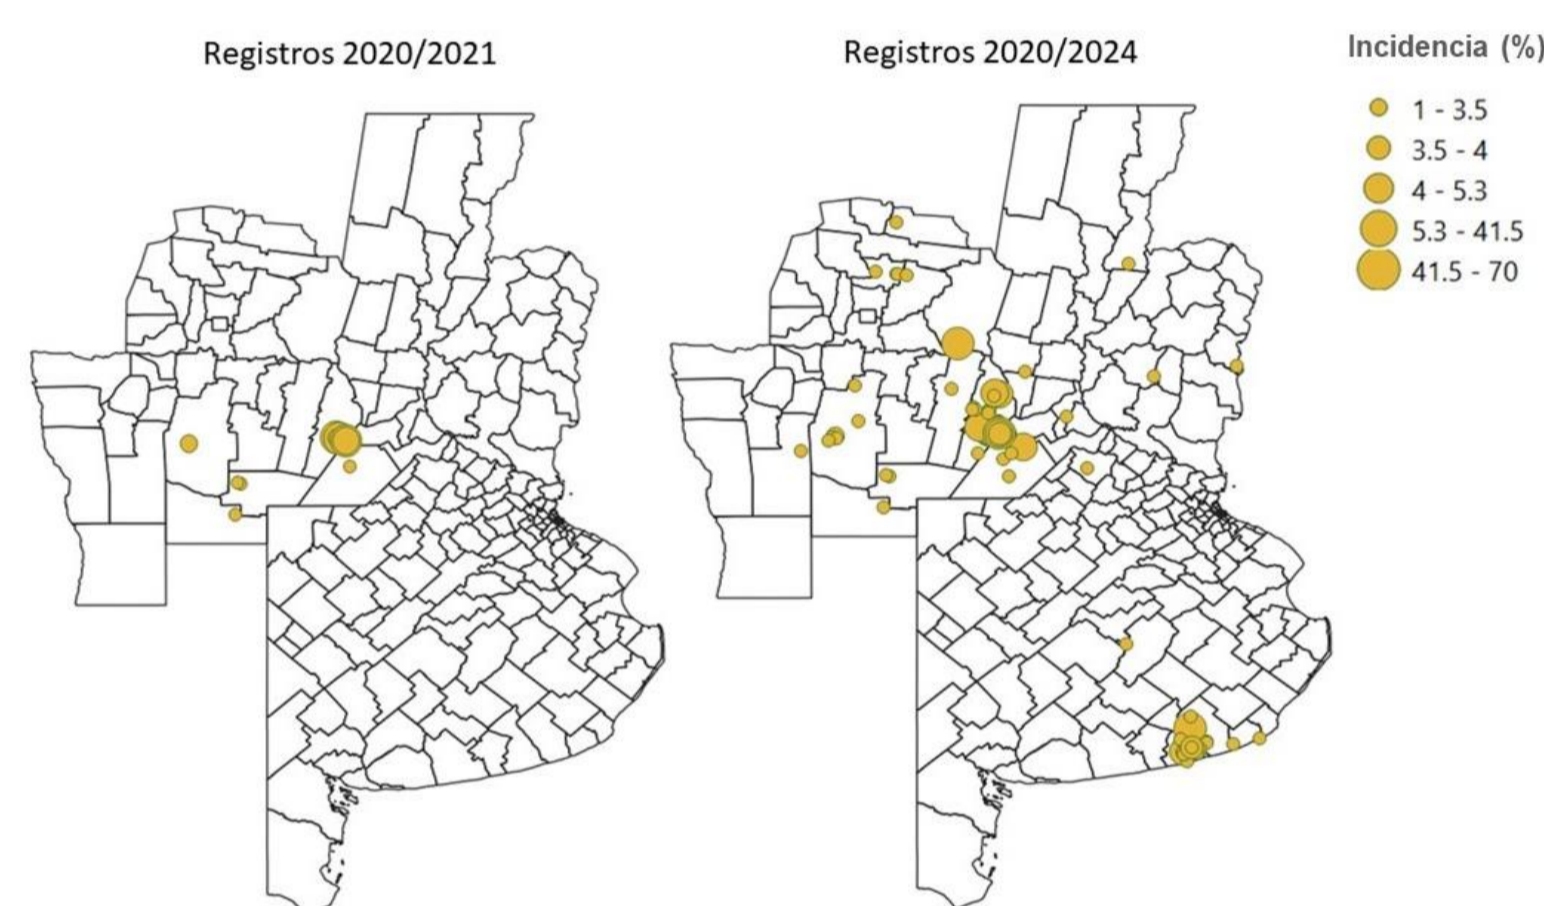 Registros 2020/2021
Registros 2020/2024
Incidencia (%)
1 - 3.5
3.5 - 4
4 - 5.3
5.3 - 41.5
41.5 - 70